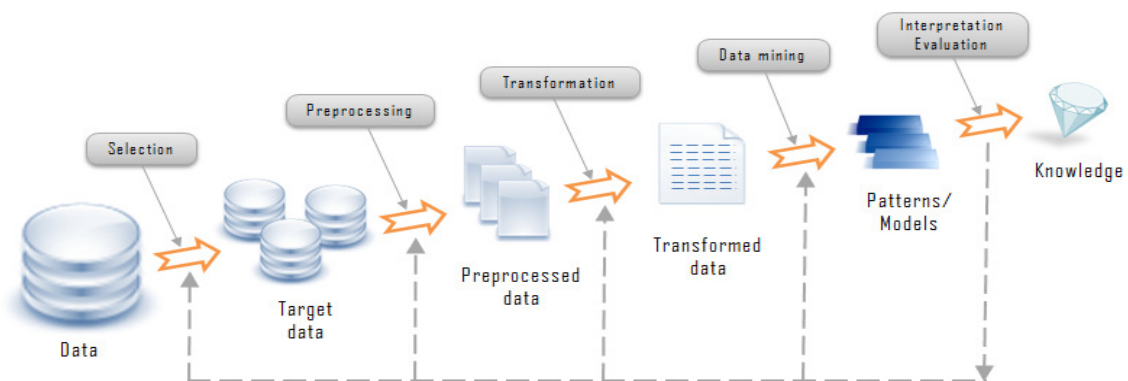 Interpretation
Evaluation
Data mining
Transformation
Preprocessing
Selection
Knowledge
Patterns/
Models
Transformed
data
Preprocessed
data
Target
data
Data